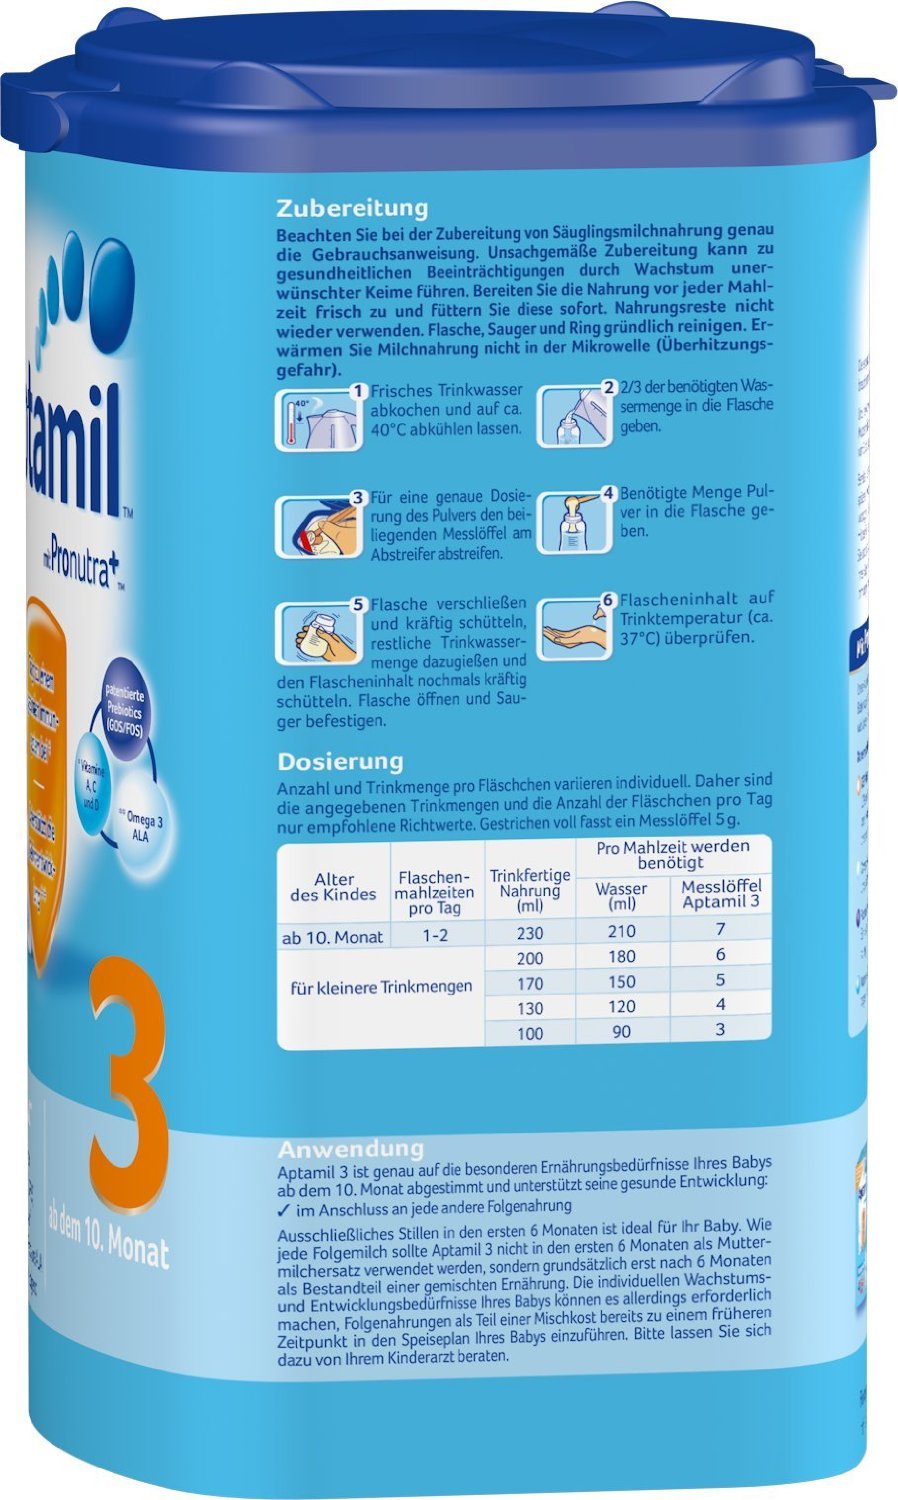 Zubereitung
Beachten Sie bei der Zubereitung von Säuglingsmilchnahrung genau
die Gebrauchsanweisung. Unsachgemäße Zubereitung kann zu
gesundheitlichen Beeinträchtigungen durch Wachstum uner-
wünschter Keime führen. Bereiten Sie die Nahrung vor jeder Mahl-
zeit frisch zu und füttern Sie diese sofort. Nahrungsreste nicht
wieder verwenden. Flasche, Sauger und Ring gründlich reinigen. Er-
wärmen Sie Milchnahrung nicht in der Mikrowelle (Überhitzungs-
gefahr).
40°
1 Frisches Trinkwasser
abkochen und auf ca.
40°C abkühlen lassen.
2 2/3 der benötigten Was-
sermenge in die Flasche
geben.
3 Für eine genaue Dosie-
rung des Pulvers den bei-
liegenden Messlöffel am
Abstreifer abstreifen.
4 Benötigte Menge Pul-
ver in die Flasche ge-
ben.
5 Flasche verschließen
und kräftig schütteln,
restliche Trinkwasser-
menge dazugießen und
den Flascheninhalt nochmals kräftig
schütteln. Flasche öffnen und Sau-
ger befestigen.
6 Flascheninhalt auf
Trinktemperatur (ca.
37°C) überprüfen.
Dosierung
Anzahl und Trinkmenge pro Fläschchen variieren individuell. Daher sind
die angegebenen Trinkmengen und die Anzahl der Fläschchen pro Tag
nur empfohlene Richtwerte. Gestrichen voll fasst ein Messlöffel 5 g.
Alter
des Kindes
Flaschen-
mahlzeiten
pro Tag
Trinkfertige
Nahrung
(ml)
Pro Mahlzeit werden
benötigt
Wasser
(ml)
Messlöffel
Aptamil 3
ab 10. Monat 1-2 230 210 7
für kleinere Trinkmengen
200 180 6
170 150 5
130 120 4
100 90 3
Anwendung
Aptamil 3 ist genau auf die besonderen Ernährungsbedürfnisse Ihres Babys
ab dem 10. Monat abgestimmt und unterstützt seine gesunde Entwicklung:
✓ im Anschluss an jede andere Folgenahrung
Ausschließliches Stillen in den ersten 6 Monaten ist ideal für Ihr Baby. Wie
jede Folgemilch sollte Aptamil 3 nicht in den ersten 6 Monaten als Mutter-
milchersatz verwendet werden, sondern grundsätzlich erst nach 6 Monaten
als Bestandteil einer gemischten Ernährung. Die individuellen Wachstums-
und Entwicklungsbedürfnisse Ihres Babys können es allerdings erforderlich
machen, Folgenahrungen als Teil einer Mischkost bereits zu einem früheren
Zeitpunkt in den Speiseplan Ihres Babys einzuführen. Bitte lassen Sie sich
dazu von Ihrem Kinderarzt beraten.
tamil™
mit Pronutra+™
patentierte
Prebiotics
(GOS/FOS)
Vitamine
A, C
und D
Omega 3
ALA
3
ab dem 10. Monat